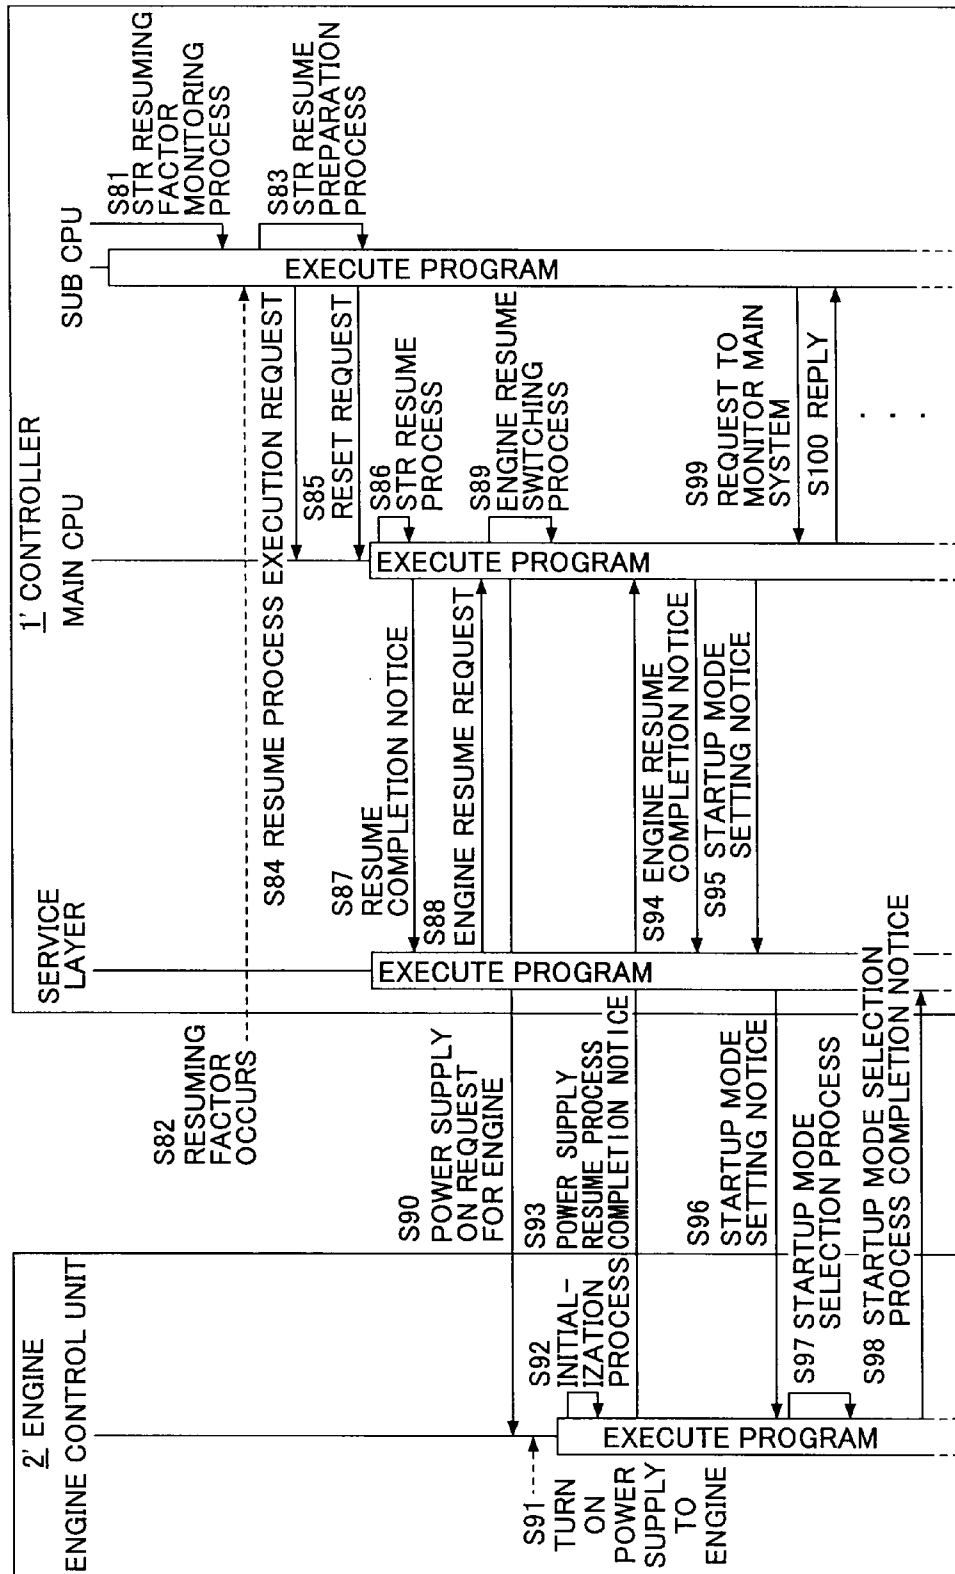 2' ENGINE
ENGINE CONTROL UNIT
1' CONTROLLER
SERVICE
LAYER
MAIN CPU
SUB CPU
S81
STR RESUMING
FACTOR
MONITORING
PROCESS
S82
RESUMING
FACTOR
OCCURS
S83
STR RESUME
PREPARATION
PROCESS
EXECUTE PROGRAM
S84 RESUME PROCESS EXECUTION REQUEST
S85
RESET REQUEST
S86
STR RESUME
PROCESS
EXECUTE PROGRAM
S87
RESUME
COMPLETION NOTICE
S88
ENGINE RESUME REQUEST
S89
ENGINE RESUME
SWITCHING
PROCESS
EXECUTE PROGRAM
S90
POWER SUPPLY
ON REQUEST
FOR ENGINE
S91
TURN
ON
POWER
SUPPLY
TO
ENGINE
S92
INITIAL-
IZATION
PROCESS
S93
POWER SUPPLY
RESUME PROCESS
COMPLETION NOTICE
EXECUTE PROGRAM
S94 ENGINE RESUME
COMPLETION NOTICE
S95 STARTUP MODE
SETTING NOTICE
S96
STARTUP MODE
SETTING NOTICE
S97 STARTUP MODE
SELECTION PROCESS
S98 STARTUP MODE SELECTION
PROCESS COMPLETION NOTICE
S99
REQUEST TO
MONITOR MAIN
SYSTEM
S100 REPLY
. . .